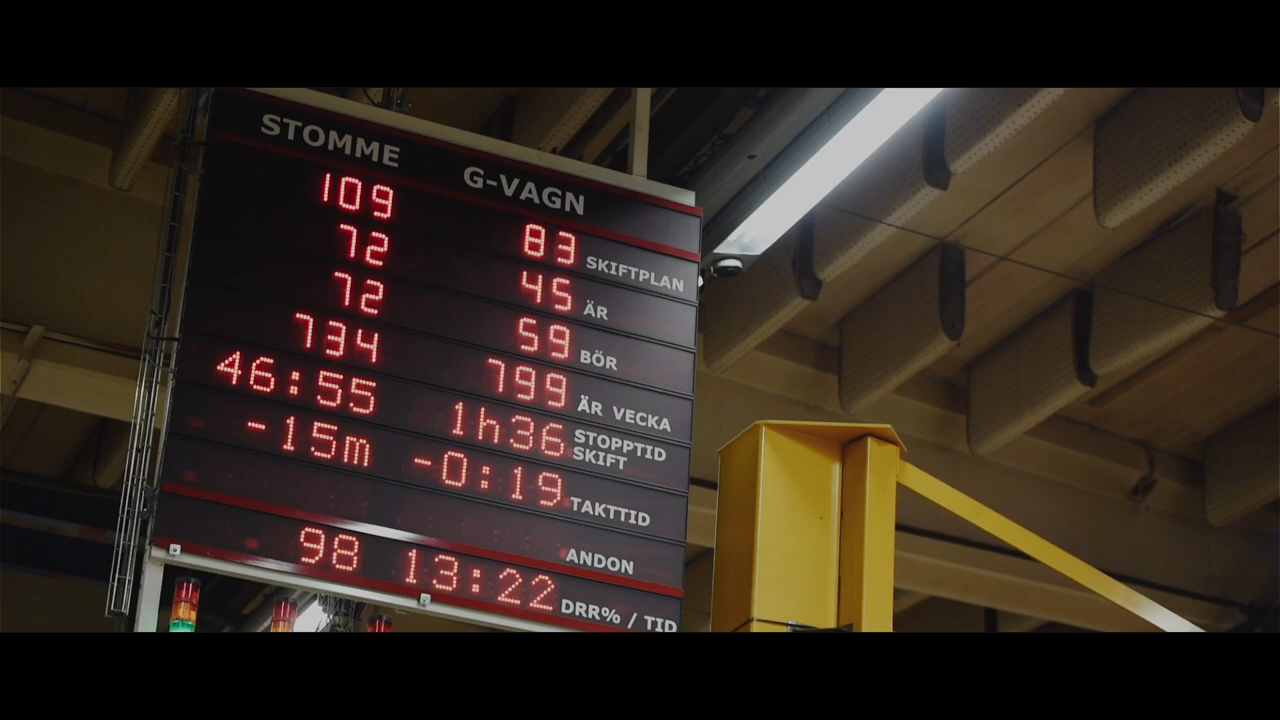 STOMME G-VAGN
109 83 SKIFTPLAN
72 45 ÄR
72 59 BÖR
734 799 ÄR VECKA
46:55 1h36 STOPPTID SKIFT
-15m -0:19 TAKTTID
ANDON
98 13:22 DRR% / TID